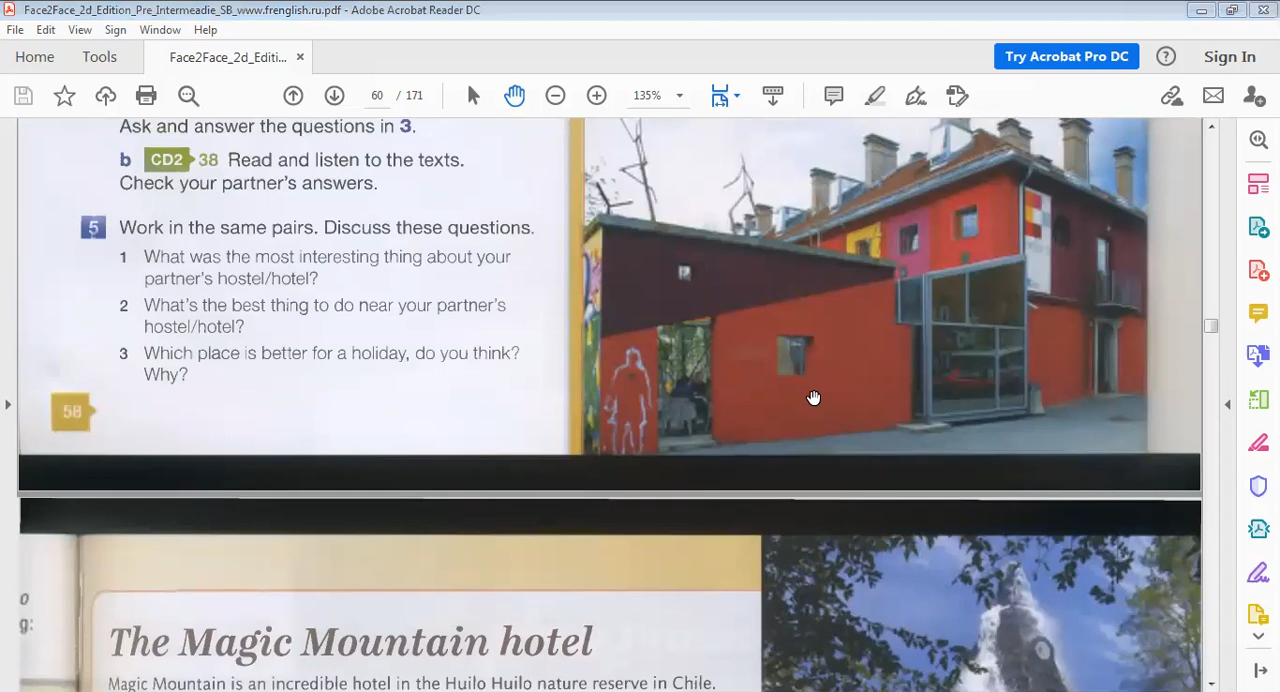 Face2Face_2d_Edition_Pre_Intermeadie_SB_www.frenglish.ru.pdf - Adobe Acrobat Reader DC
File Edit View Sign Window Help
Home Tools Face2Face_2d_Editi... × Try Acrobat Pro DC ? Sign In
60 / 171 135%
Ask and answer the questions in 3.
b CD2 38 Read and listen to the texts.
Check your partner's answers.
5 Work in the same pairs. Discuss these questions.
1 What was the most interesting thing about your
partner's hostel/hotel?
2 What's the best thing to do near your partner's
hostel/hotel?
3 Which place is better for a holiday, do you think?
Why?
58
o
g:
The Magic Mountain hotel
Magic Mountain is an incredible hotel in the Huilo Huilo nature reserve in Chile.